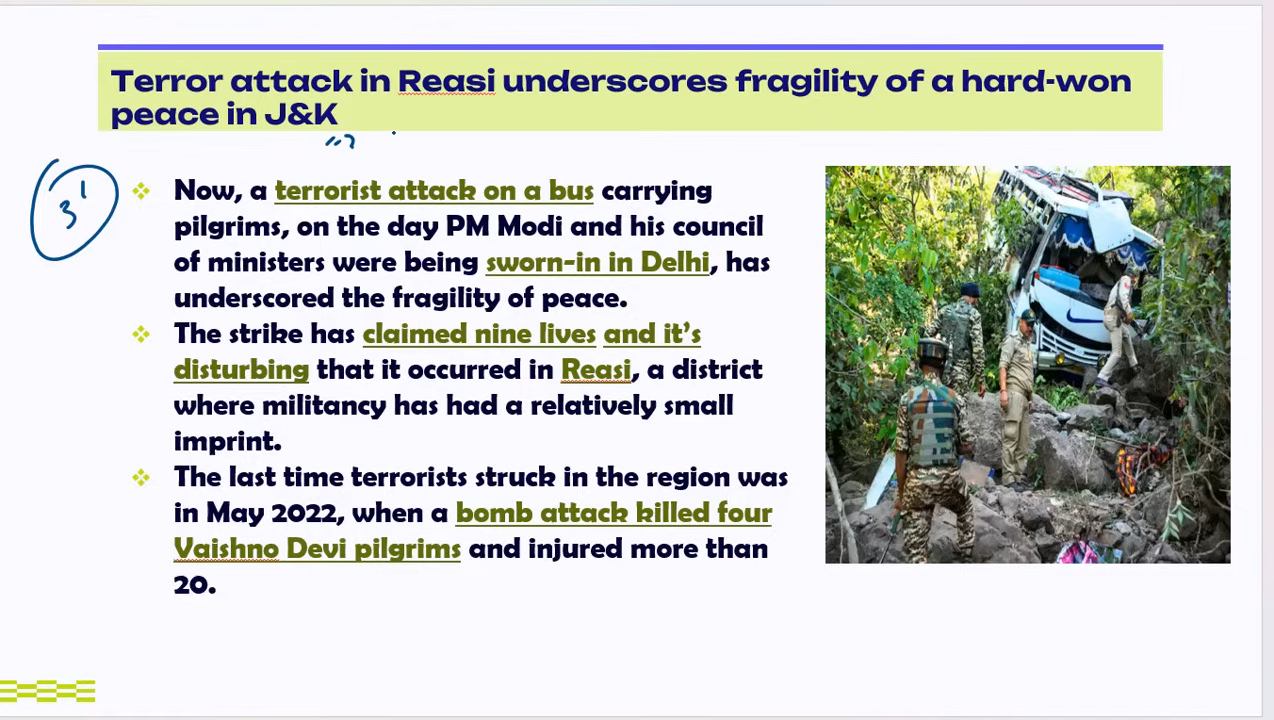 Terror attack in Reasi underscores fragility of a hard-won
peace in J&K
3'
❖ Now, a terrorist attack on a bus carrying
pilgrims, on the day PM Modi and his council
of ministers were being sworn-in in Delhi, has
underscored the fragility of peace.
❖ The strike has claimed nine lives and it’s
disturbing that it occurred in Reasi, a district
where militancy has had a relatively small
imprint.
❖ The last time terrorists struck in the region was
in May 2022, when a bomb attack killed four
Vaishno Devi pilgrims and injured more than
20.